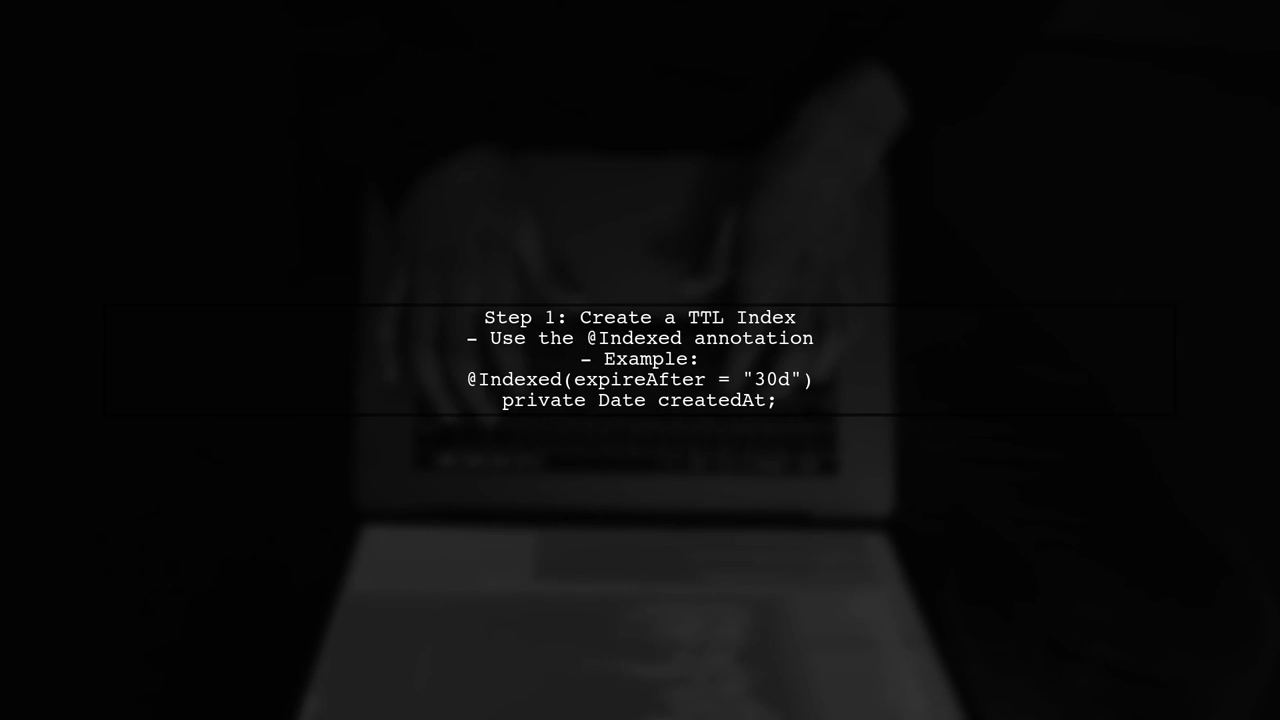 Step 1: Create a TTL Index
- Use the @Indexed annotation
- Example:
@Indexed(expireAfter = "30d")
private Date createdAt;